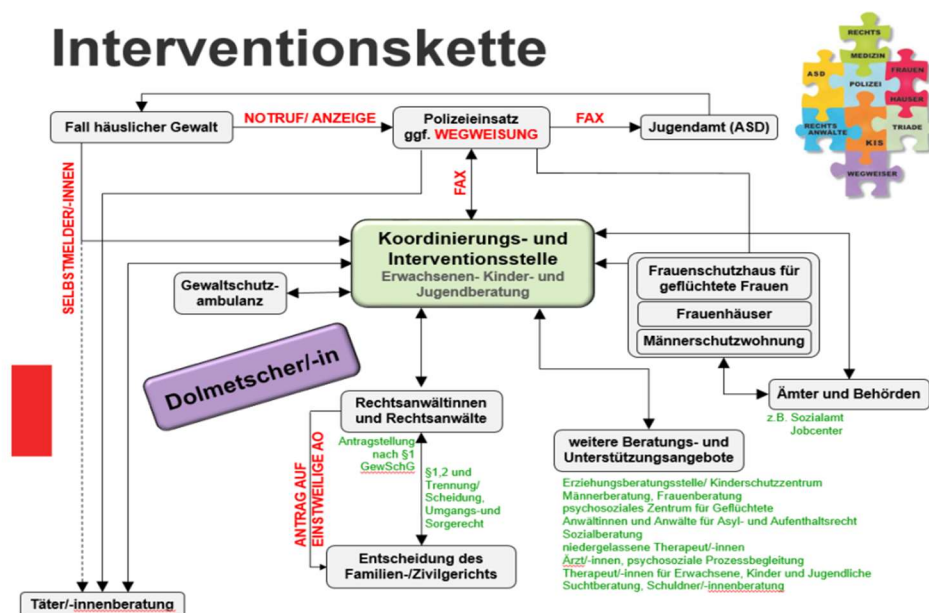 Interventionskette
RECHTS
MEDIZIN
ASD
FRAUEN
POLIZEI
HÄUSER
RECHTS
ANWÄLTE
TRIADE
KIS
WEGWEISER
Fall häuslicher Gewalt
NOTRUF/ ANZEIGE
Polizeieinsatz
ggf. WEGWEISUNG
FAX
Jugendamt (ASD)
SELBSTMELDER/-INNEN
FAX
Koordinierungs- und
Interventionsstelle
Erwachsenen- Kinder- und
Jugendberatung
Gewaltschutz-
ambulanz
Frauenschutzhaus für
geflüchtete Frauen
Frauenhäuser
Männerschutzwohnung
Dolmetscher/-in
Rechtsanwältinnen
und Rechtsanwälte
Ämter und Behörden
z.B. Sozialamt
Jobcenter
Antragstellung
nach §1
GewSchG
ANTRAG AUF
EINSTWEILIGE AO
§1,2 und
Trennung/
Scheidung,
Umgangs-und
Sorgerecht
weitere Beratungs- und
Unterstützungsangebote
Erziehungsberatungsstelle/ Kinderschutzzentrum
Männerberatung, Frauenberatung
psychosoziales Zentrum für Geflüchtete
Anwältinnen und Anwälte für Asyl- und Aufenthaltsrecht
Sozialberatung
niedergelassene Therapeut/-innen
Ärzt/-innen, psychosoziale Prozessbegleitung
Therapeut/-innen für Erwachsene, Kinder und Jugendliche
Suchtberatung, Schuldner/-innenberatung
Entscheidung des
Familien-/Zivilgerichts
Täter/-innenberatung